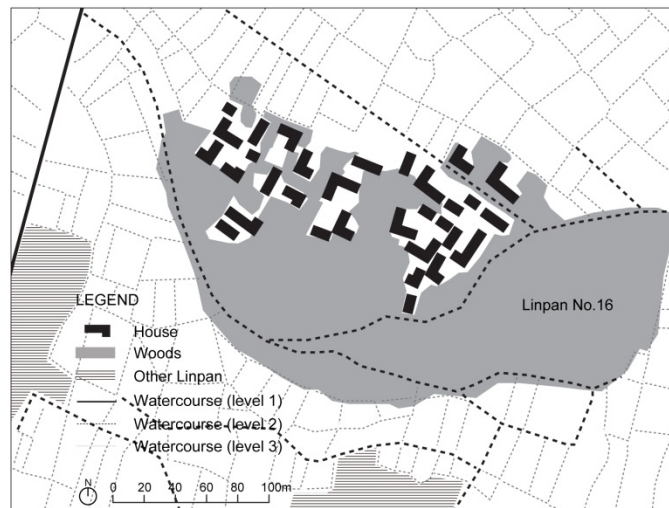 Linpan No.16
LEGEND
House
Woods
Other Linpan
Watercourse (level 1)
Watercourse (level 2)
Watercourse (level 3)
N
0 20 40 60 80 100m